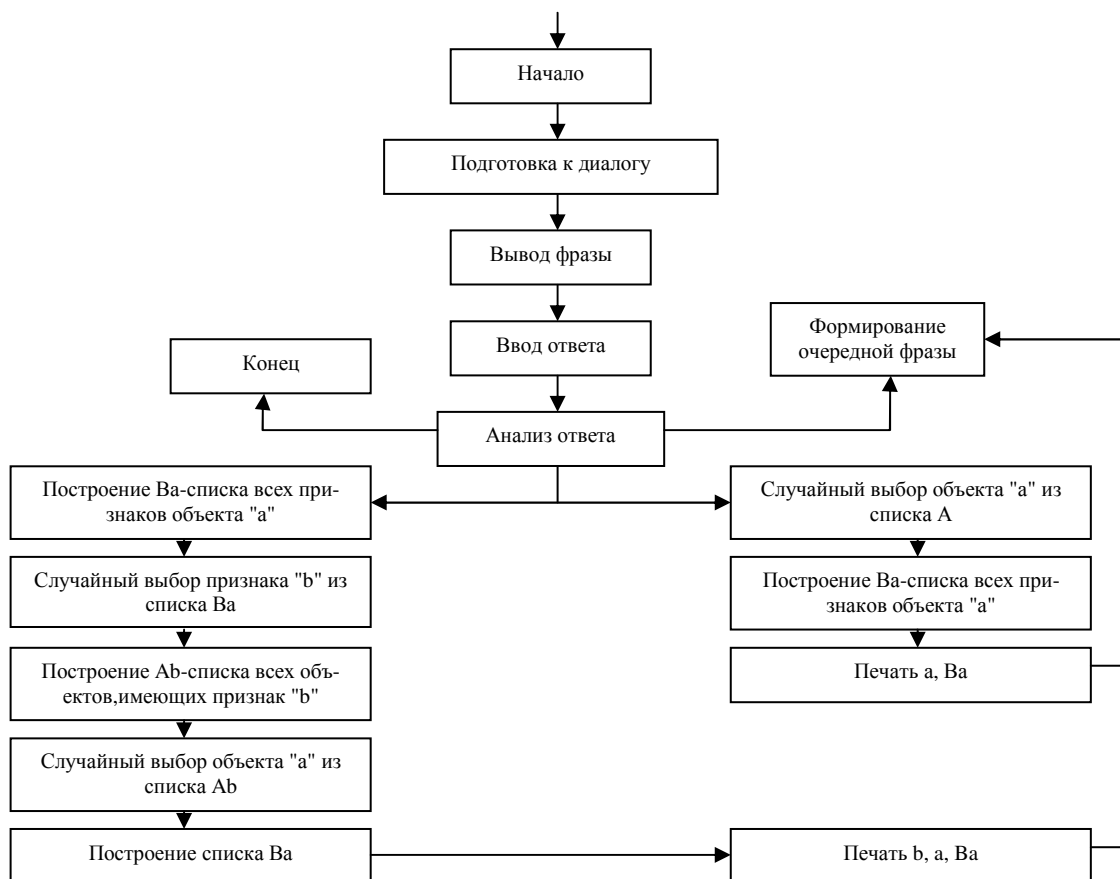 Начало
Подготовка к диалогу
Вывод фразы
Ввод ответа
Формирование
очередной фразы
Конец
Анализ ответа
Построение Ва-списка всех при-
знаков объекта "а"
Случайный выбор признака "b" из
списка Ва
Построение Ab-списка всех объ-
ектов,имеющих признак "b"
Случайный выбор объекта "а" из
списка Ab
Построение списка Ва
Случайный выбор объекта "а" из
списка А
Построение Ва-списка всех при-
знаков объекта "а"
Печать а, Ва
Печать b, а, Ва